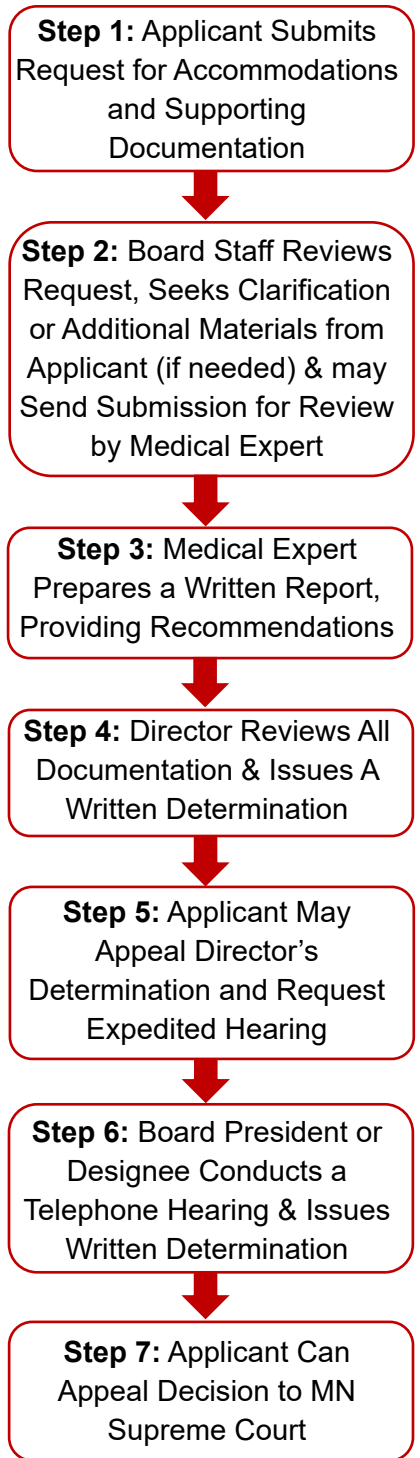 Step 1: Applicant Submits
Request for Accommodations
and Supporting
Documentation
Step 2: Board Staff Reviews
Request, Seeks Clarification
or Additional Materials from
Applicant (if needed) & may
Send Submission for Review
by Medical Expert
Step 3: Medical Expert
Prepares a Written Report,
Providing Recommendations
Step 4: Director Reviews All
Documentation & Issues A
Written Determination
Step 5: Applicant May
Appeal Director’s
Determination and Request
Expedited Hearing
Step 6: Board President or
Designee Conducts a
Telephone Hearing & Issues
Written Determination
Step 7: Applicant Can
Appeal Decision to MN
Supreme Court